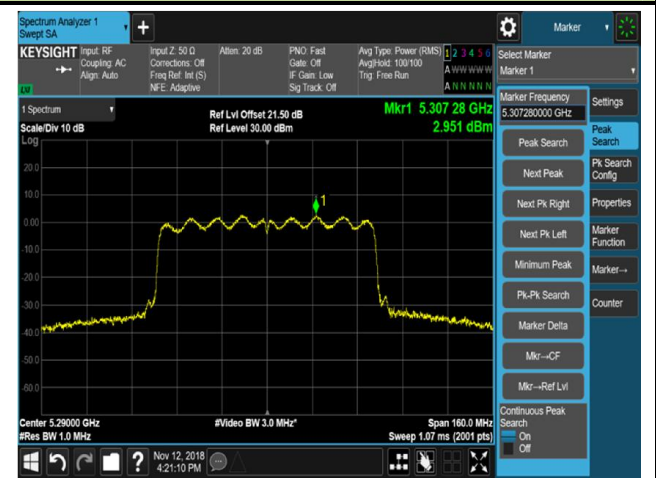 Spectrum Analyzer 1
Swept SA
+
Marker
KEYSIGHT
Input: RF
Coupling: AC
Align: Auto
Input Z: 50 Ω
Corrections: Off
Freq Ref: Int (S)
NFE: Adaptive
Atten: 20 dB
PNO: Fast
Gate: Off
IF Gain: Low
Sig Track: Off
Avg Type: Power (RMS)
Avg|Hold: 100/100
Trig: Free Run
1 2 3 4 5 6
A W W W W W
A N N N N N
Select Marker
Marker 1
1 Spectrum
Scale/Div 10 dB
Log
Ref Lvl Offset 21.50 dB
Ref Level 30.00 dBm
Mkr1 5.307 28 GHz
2.951 dBm
1
20.0
10.0
0.00
-10.0
-20.0
-30.0
-40.0
-50.0
-60.0
Center 5.29000 GHz
#Res BW 1.0 MHz
#Video BW 3.0 MHz*
Span 160.0 MHz
Sweep 1.07 ms (2001 pts)
Marker Frequency
5.307280000 GHz
Peak Search
Next Peak
Next Pk Right
Next Pk Left
Minimum Peak
Pk-Pk Search
Marker Delta
Mkr→CF
Mkr→Ref Lvl
Continuous Peak
Search
On
Off
Settings
Peak
Search
Pk Search
Config
Properties
Marker
Function
Marker→
Counter
?
Nov 12, 2018
4:21:10 PM